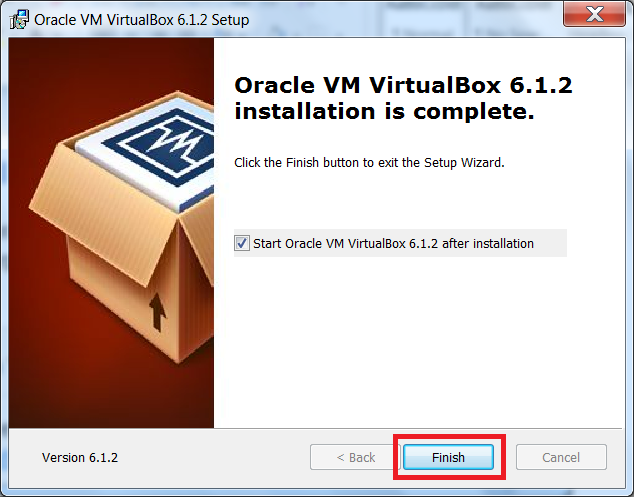 Oracle VM VirtualBox 6.1.2 Setup
Oracle VM VirtualBox 6.1.2
installation is complete.
Click the Finish button to exit the Setup Wizard.
Start Oracle VM VirtualBox 6.1.2 after installation
Version 6.1.2
< Back
Finish
Cancel